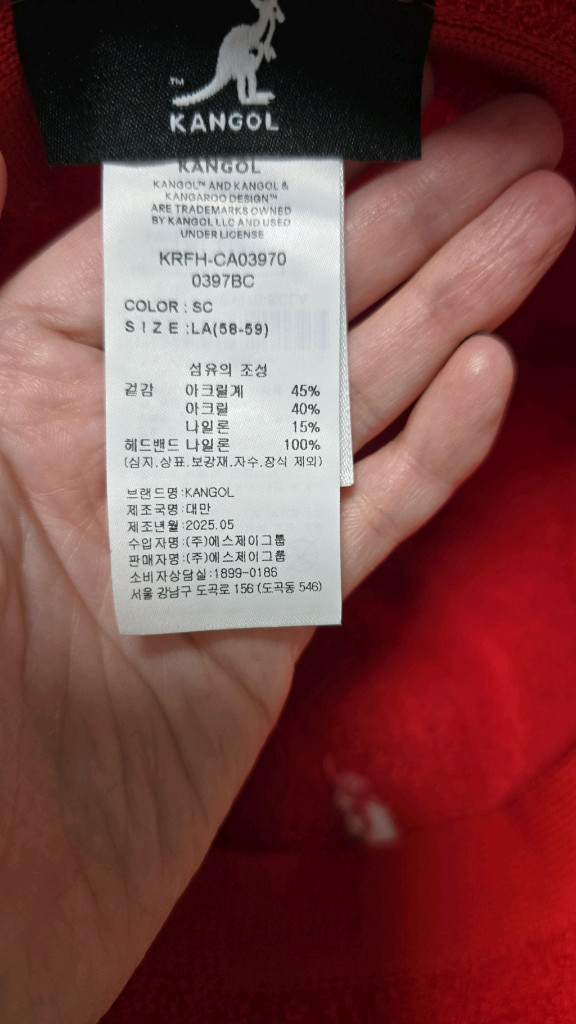 ™
KANGOL
KANGOL
KANGOL™ AND KANGOL &
KANGAROO DESIGN™
ARE TRADEMARKS OWNED
BY KANGOL LLC AND USED
UNDER LICENSE
KRFH-CA03970
0397BC
COLOR : SC
SIZE :LA(58-59)
섬유의 조성
겉감 아크릴계 45%
아크릴 40%
나일론 15%
헤드밴드 나일론 100%
(심지,상표,보강재,자수,장식 제외)
브랜드명:KANGOL
제조국명:대만
제조년월:2025.05
수입자명:(주)에스제이그룹
판매자명:(주)에스제이그룹
소비자상담실:1899-0186
서울 강남구 도곡로 156 (도곡동 546)